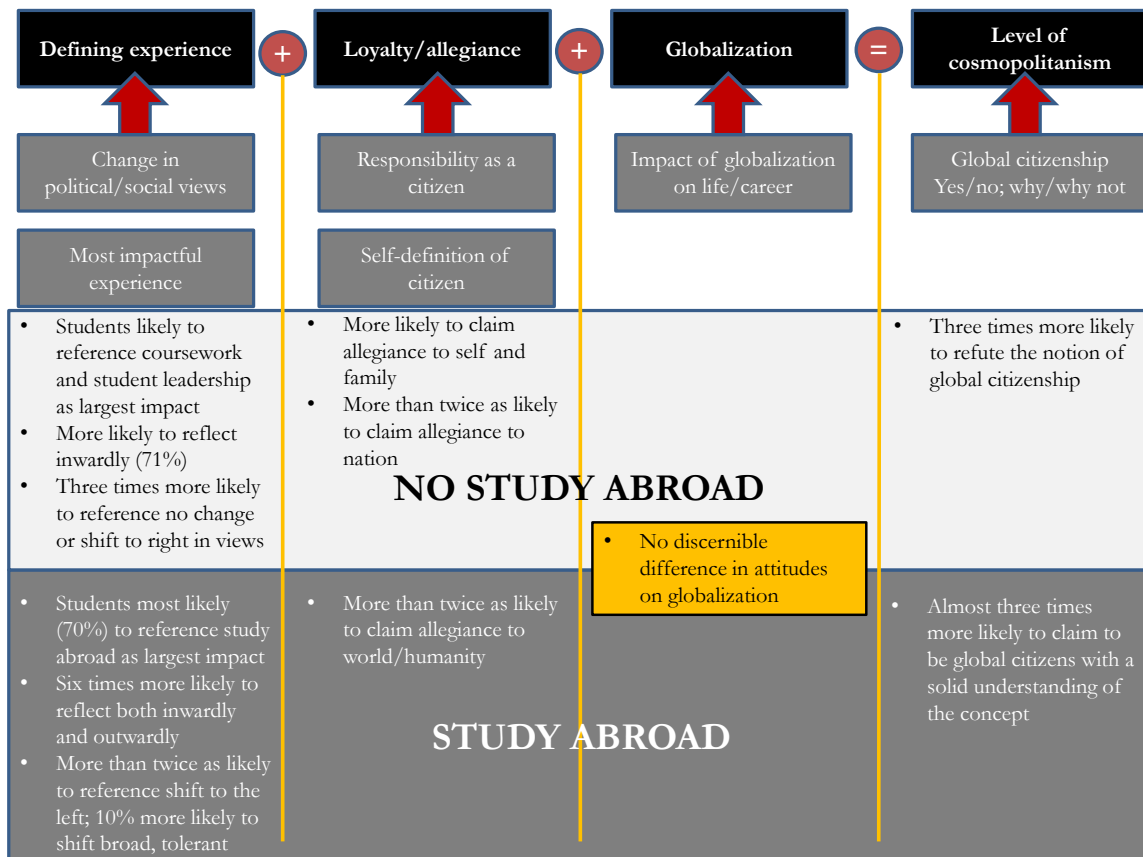 Defining experience
+
Loyalty/allegiance
+
Globalization
=
Level of
cosmopolitanism
Change in
political/social views
Responsibility as a
citizen
Impact of globalization
on life/career
Global citizenship
Yes/no; why/why not
Most impactful
experience
Self-definition of
citizen
• Students likely to
reference coursework
and student leadership
as largest impact
• More likely to reflect
inwardly (71%)
• Three times more likely
to reference no change
or shift to right in views
• More likely to claim
allegiance to self and
family
• More than twice as likely
to claim allegiance to
nation
• Three times more likely
to refute the notion of
global citizenship
NO STUDY ABROAD
• No discernible
difference in attitudes
on globalization
• Students most likely
(70%) to reference study
abroad as largest impact
• Six times more likely to
reflect both inwardly
and outwardly
• More than twice as likely
to reference shift to the
left; 10% more likely to
shift broad, tolerant
• More than twice as likely
to claim allegiance to
world/humanity
• Almost three times
more likely to claim to
be global citizens with a
solid understanding of
the concept
STUDY ABROAD